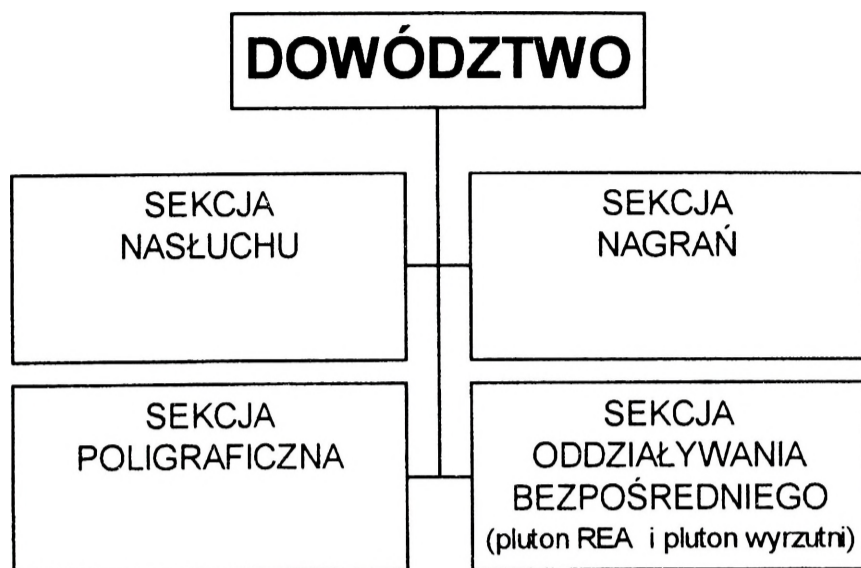 DOWÓDZTWO
SEKCJA
NASŁUCHU
SEKCJA
NAGRAŃ
SEKCJA
POLIGRAFICZNA
SEKCJA
ODDZIAŁYWANIA
BEZPOŚREDNIEGO
(pluton REA i pluton wyrzutni)